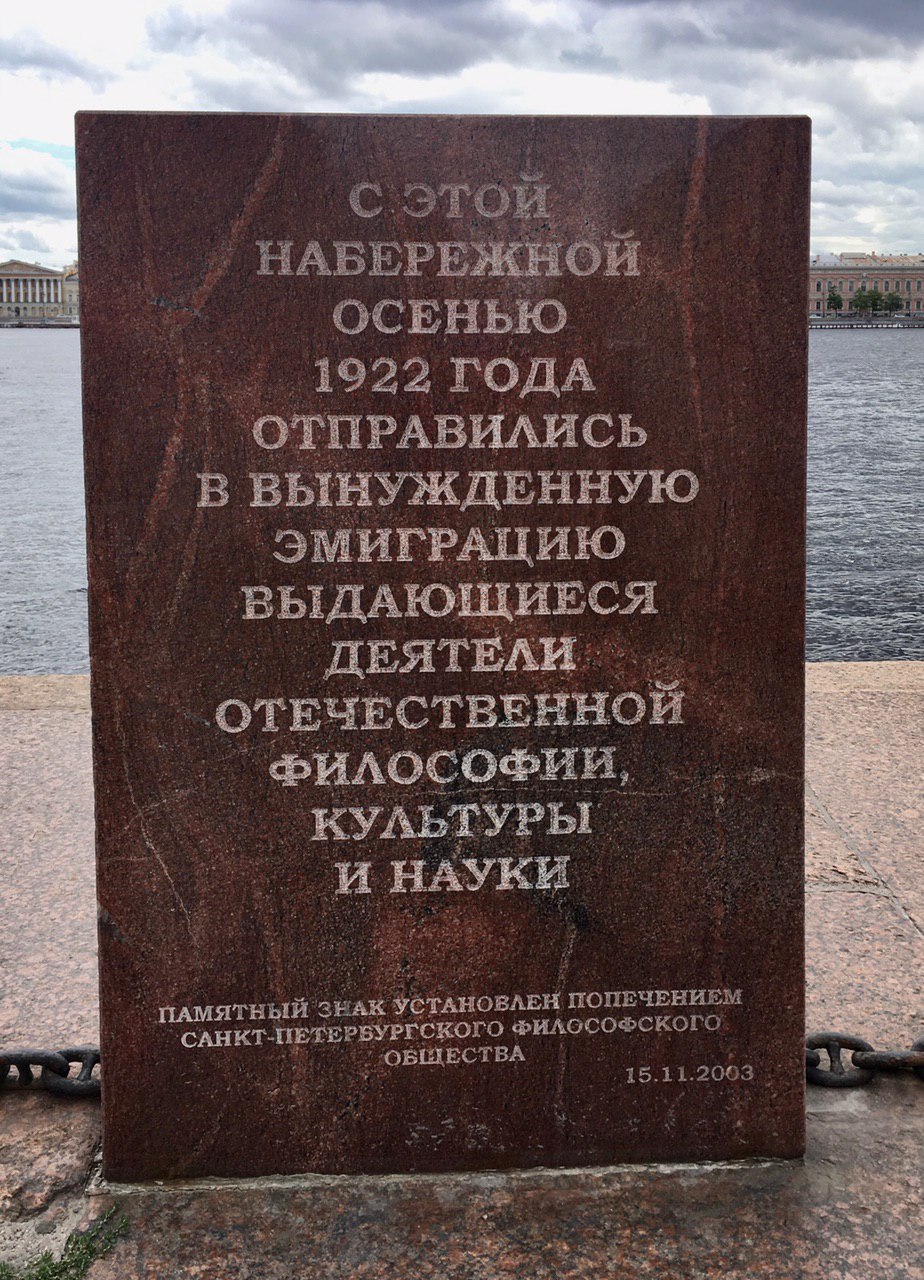 С ЭТОЙ
НАБЕРЕЖНОЙ
ОСЕНЬЮ
1922 ГОДА
ОТПРАВИЛИСЬ
В ВЫНУЖДЕННУЮ
ЭМИГРАЦИЮ
ВЫДАЮЩИЕСЯ
ДЕЯТЕЛИ
ОТЕЧЕСТВЕННОЙ
ФИЛОСОФИИ,
КУЛЬТУРЫ
И НАУКИ
ПАМЯТНЫЙ ЗНАК УСТАНОВЛЕН ПОПЕЧЕНИЕМ
САНКТ-ПЕТЕРБУРГСКОГО ФИЛОСОФСКОГО
ОБЩЕСТВА
15.11.2003